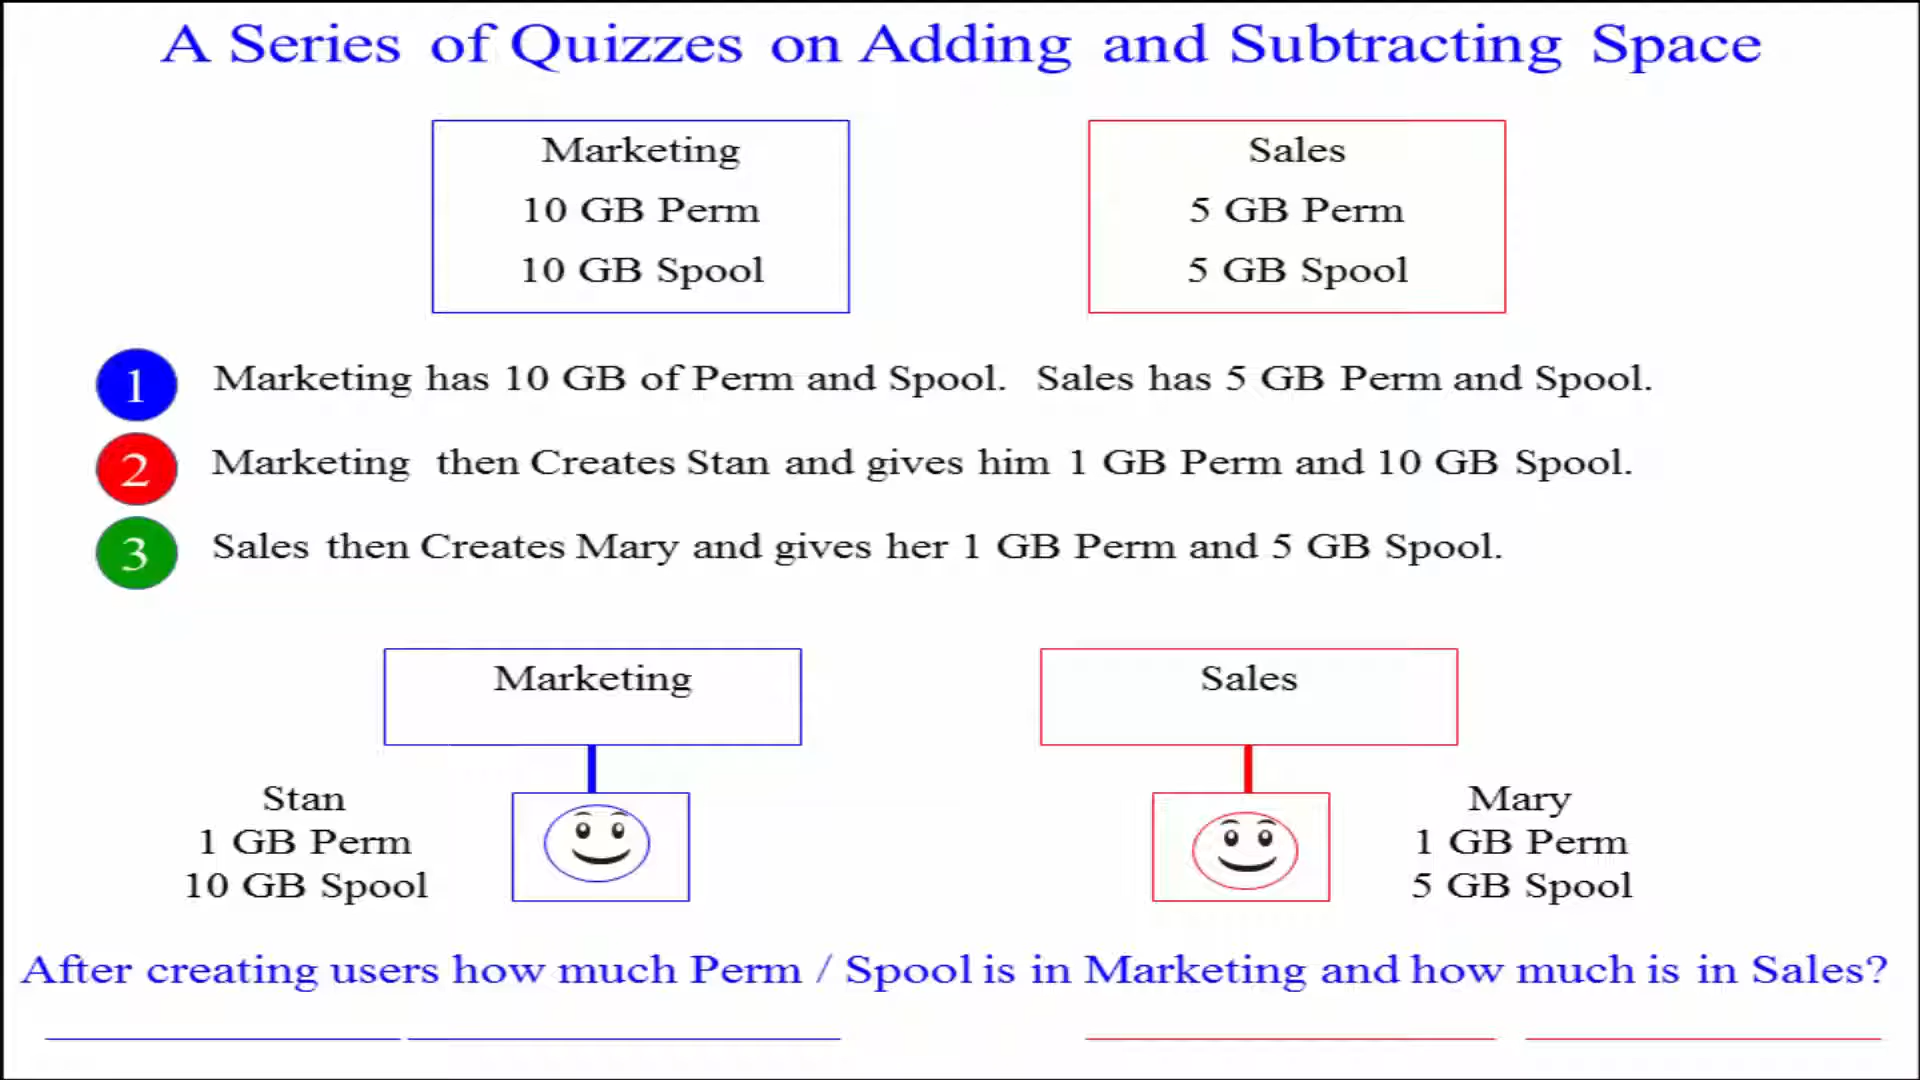 A Series of Quizzes on Adding and Subtracting Space
Marketing
10 GB Perm
10 GB Spool
Sales
5 GB Perm
5 GB Spool
1 Marketing has 10 GB of Perm and Spool. Sales has 5 GB Perm and Spool.
2 Marketing then Creates Stan and gives him 1 GB Perm and 10 GB Spool.
3 Sales then Creates Mary and gives her 1 GB Perm and 5 GB Spool.
Marketing
Sales
Stan
1 GB Perm
10 GB Spool
Mary
1 GB Perm
5 GB Spool
After creating users how much Perm / Spool is in Marketing and how much is in Sales?